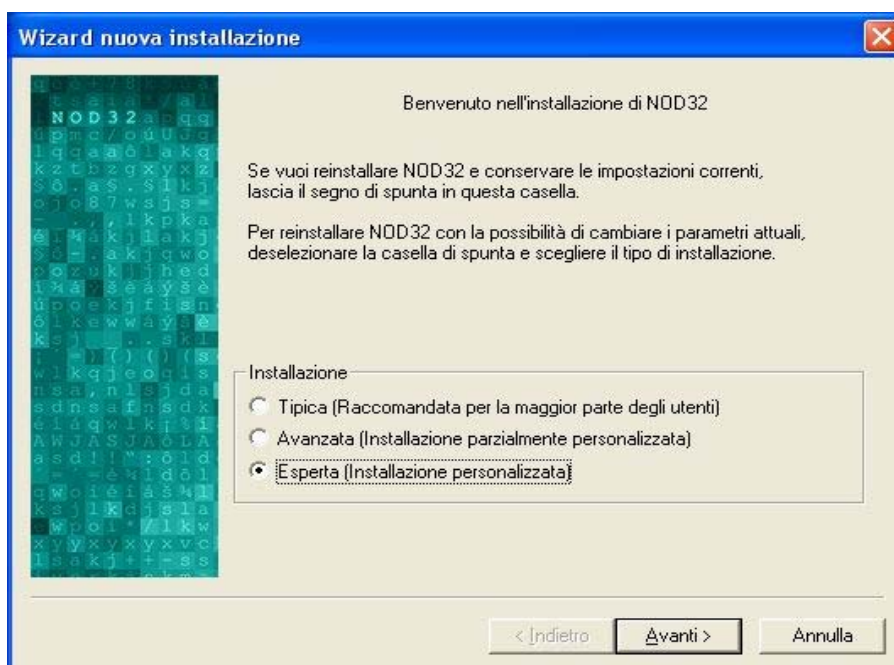 Wizard nuova installazione
NOD32
Benvenuto nell'installazione di NOD32
Se vuoi reinstallare NOD32 e conservare le impostazioni correnti,
lascia il segno di spunta in questa casella.
Per reinstallare NOD32 con la possibilità di cambiare i parametri attuali,
deselezionare la casella di spunta e scegliere il tipo di installazione.
Installazione
Tipica (Raccomandata per la maggior parte degli utenti)
Avanzata (Installazione parzialmente personalizzata)
Esperta (Installazione personalizzata)
< Indietro
Avanti >
Annulla